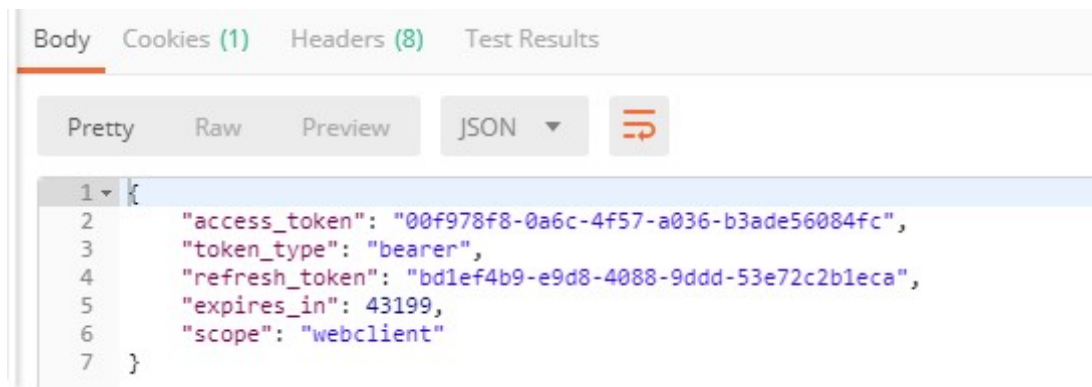 Body Cookies (1) Headers (8) Test Results
Pretty Raw Preview JSON
1 {
2 "access_token": "00f978f8-0a6c-4f57-a036-b3ade56084fc",
3 "token_type": "bearer",
4 "refresh_token": "bd1ef4b9-e9d8-4088-9ddd-53e72c2b1eca",
5 "expires_in": 43199,
6 "scope": "webclient"
7 }